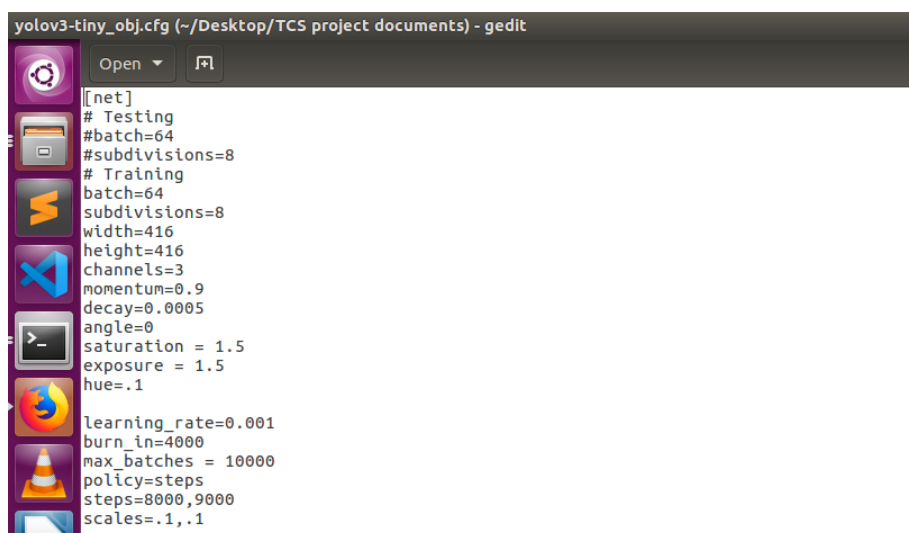 yolov3-tiny_obj.cfg (~/Desktop/TCS project documents) - gedit
Open
[net]
# Testing
#batch=64
#subdivisions=8
# Training
batch=64
subdivisions=8
width=416
height=416
channels=3
momentum=0.9
decay=0.0005
angle=0
saturation = 1.5
exposure = 1.5
hue=.1
learning_rate=0.001
burn_in=4000
max_batches = 10000
policy=steps
steps=8000,9000
scales=.1,.1